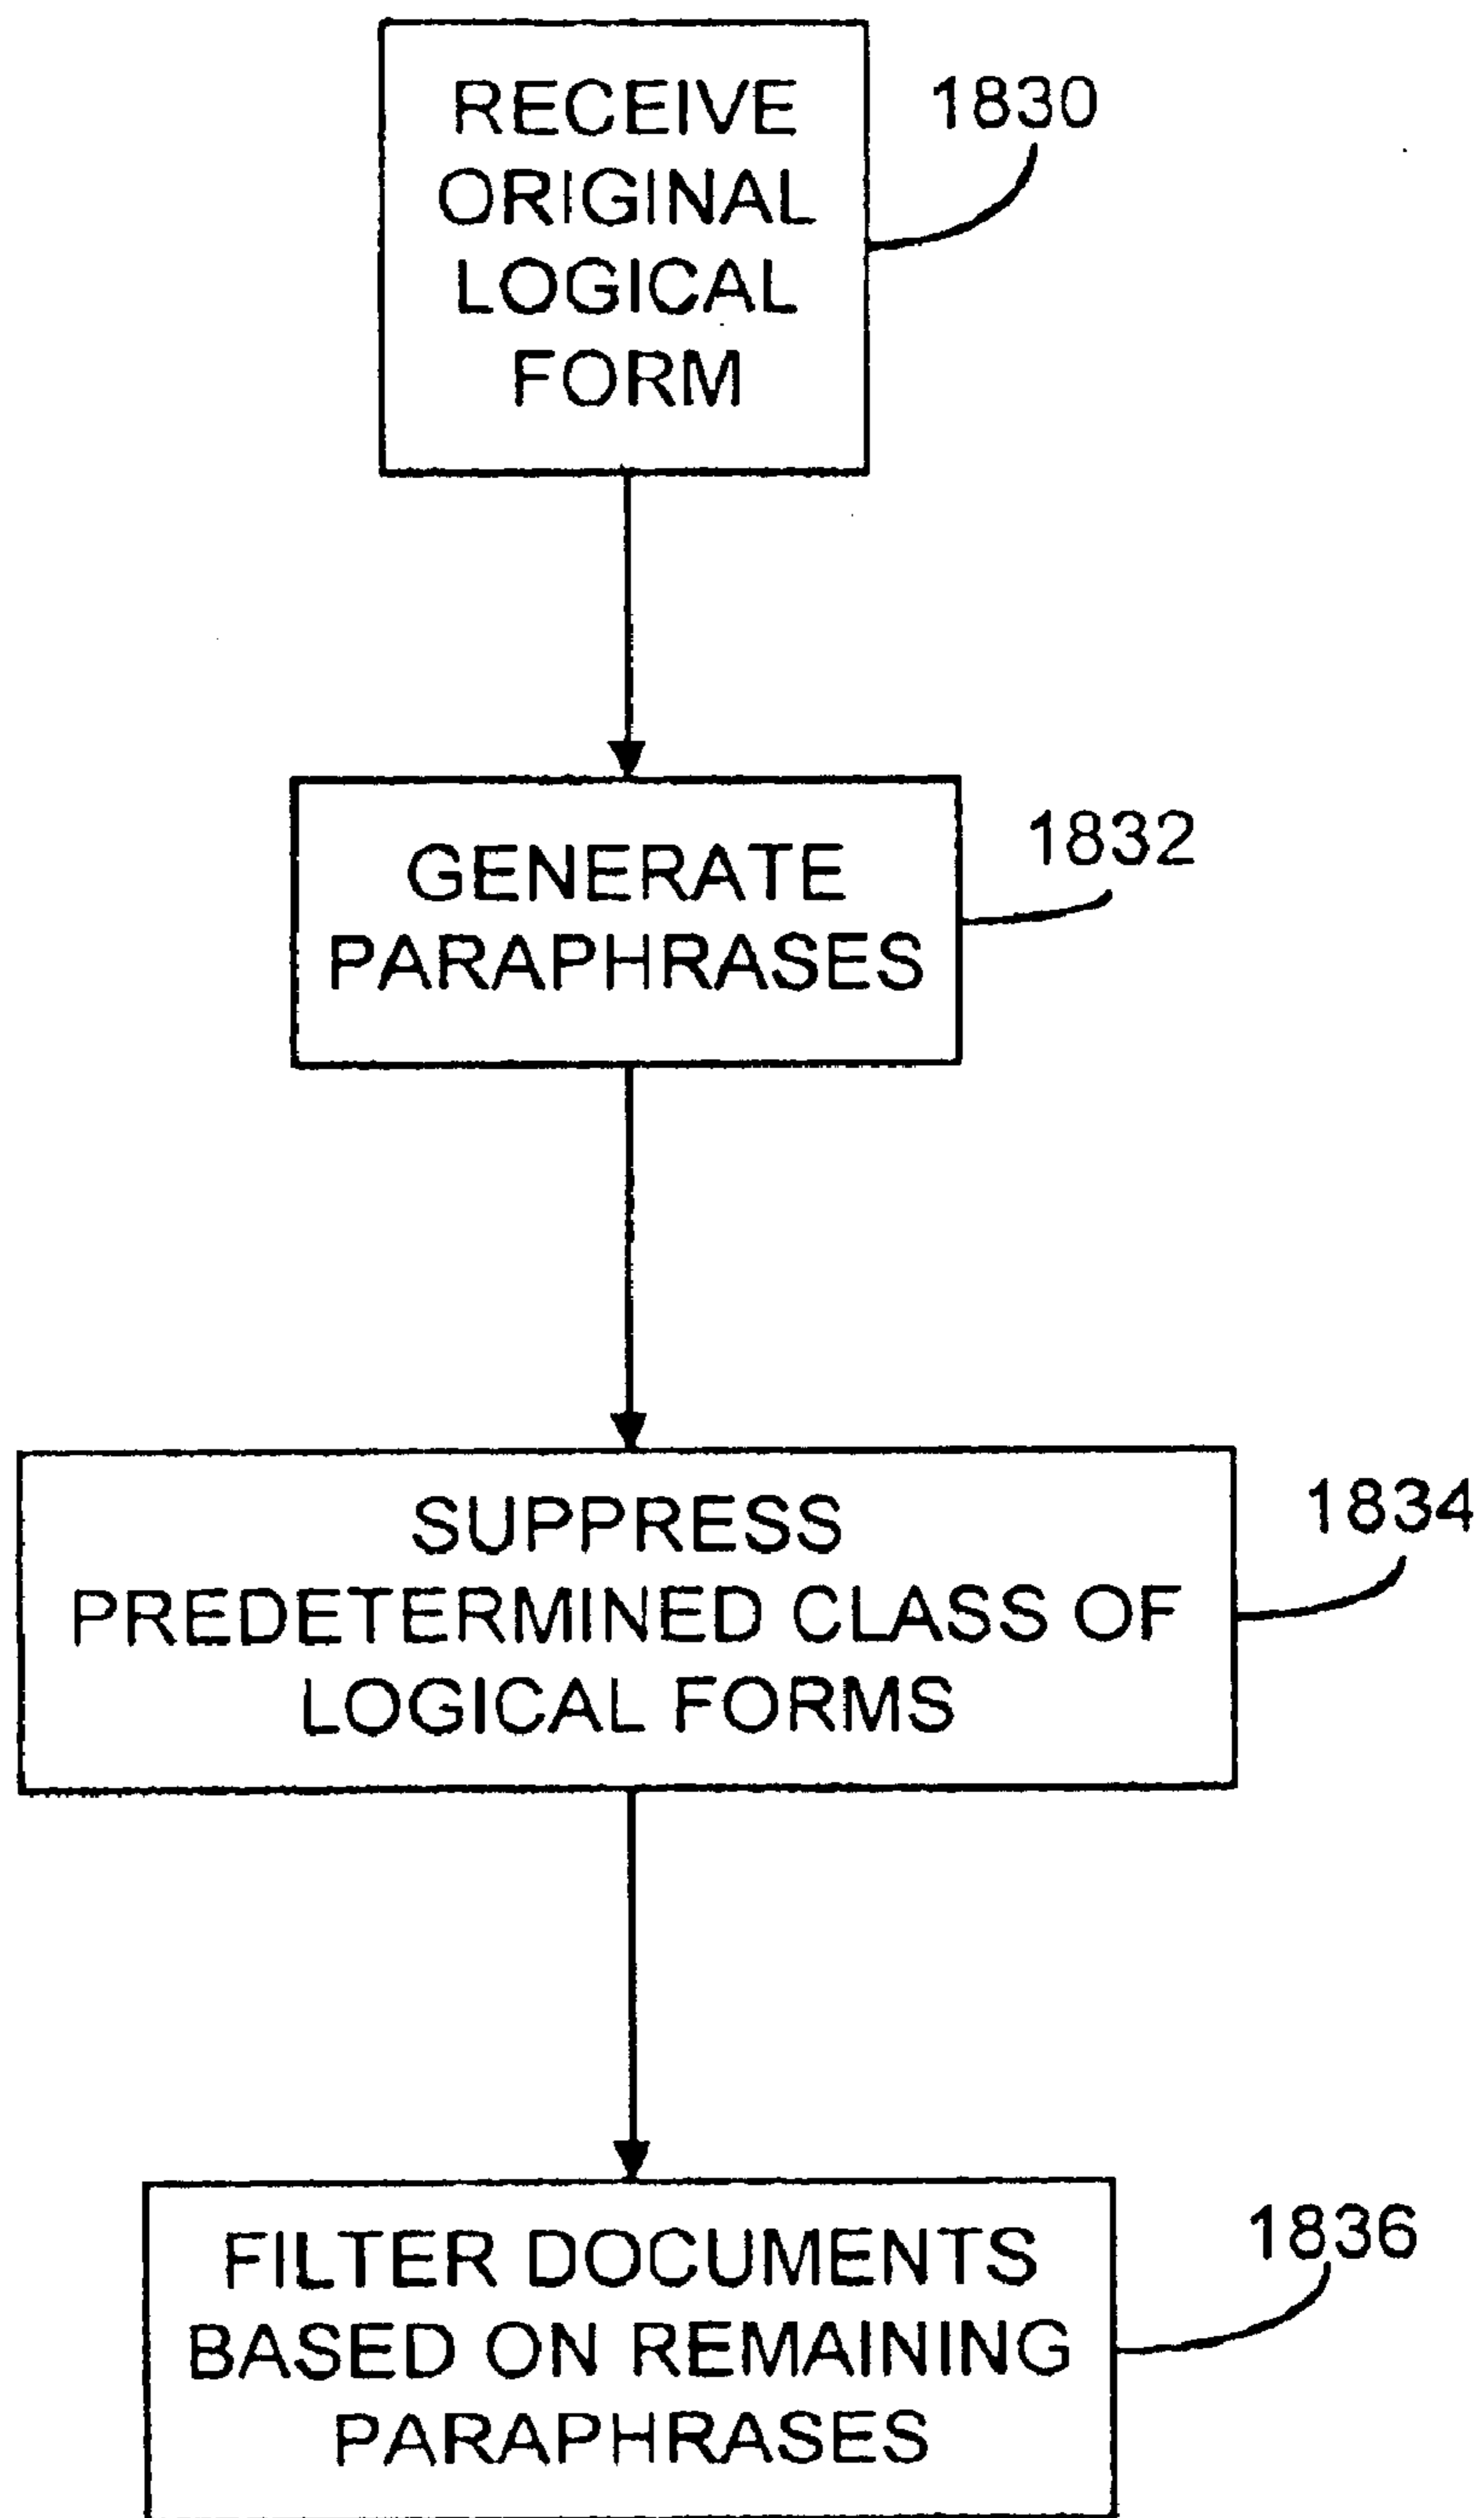 RECEIVE
ORIGINAL
LOGICAL
FORM
1830
GENERATE
PARAPHRASES
1832
SUPPRESS
PREDETERMINED CLASS OF
LOGICAL FORMS
1834
FILTER DOCUMENTS
BASED ON REMAINING
PARAPHRASES
1836